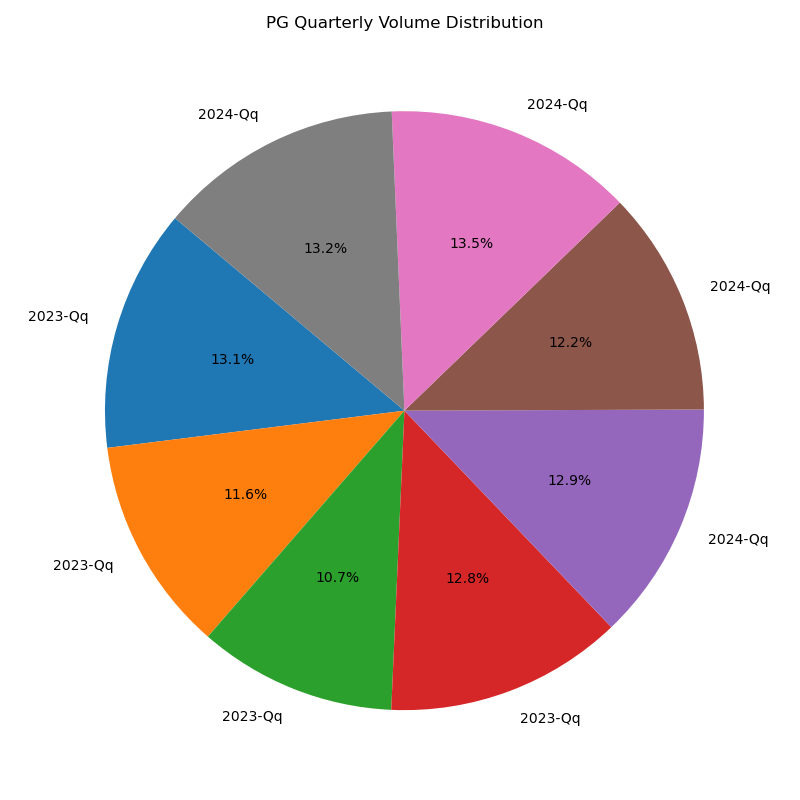 PG Quarterly Volume Distribution
2024-Qq
2024-Qq
13.5%
13.2%
2024-Qq
2023-Qq
12.2%
13.1%
12.9%
11.6%
2024-Qq
2023-Qq
10.7%
12.8%
2023-Qq
2023-Qq